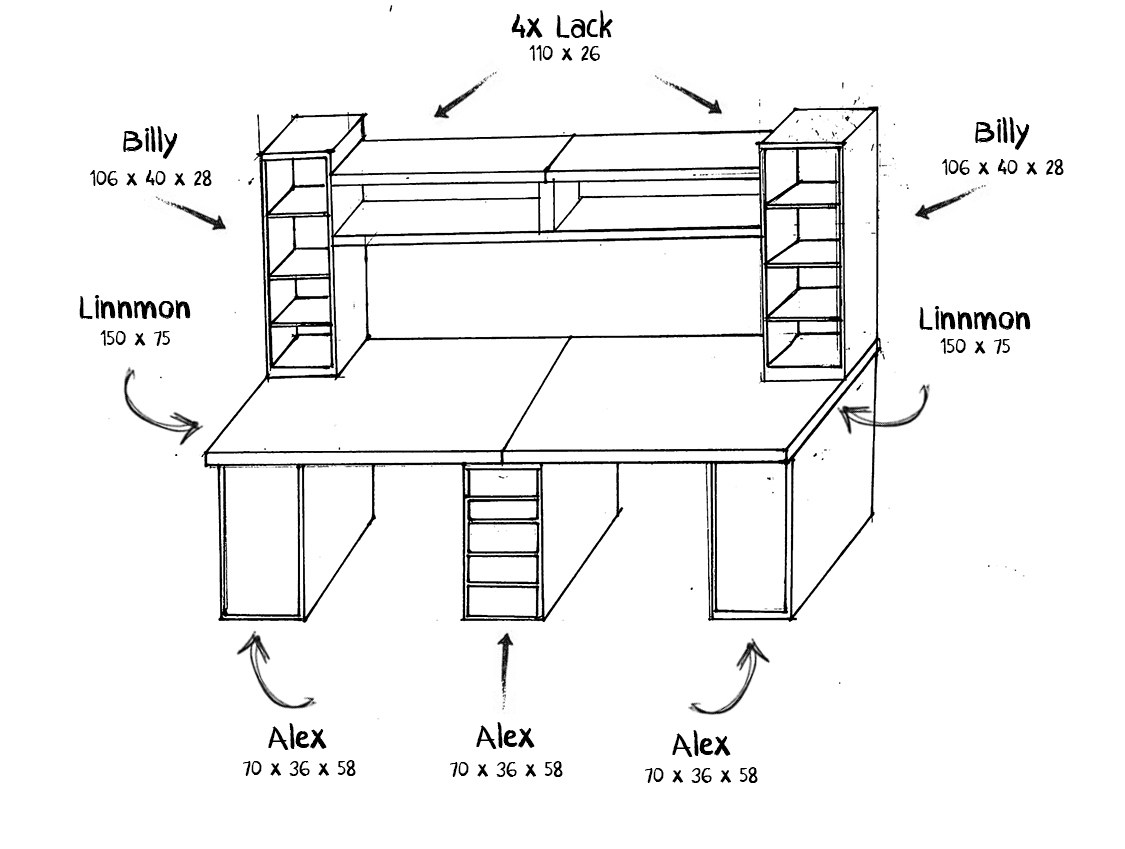 4x Lack
110 x 26
Billy
106 x 40 x 28
Billy
106 x 40 x 28
Linnmon
150 x 75
Linnmon
150 x 75
Alex
70 x 36 x 58
Alex
70 x 36 x 58
Alex
70 x 36 x 58